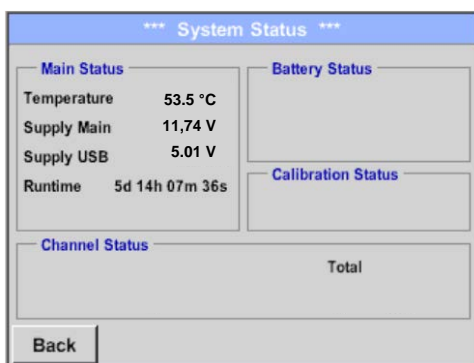 *** System Status ***
Main Status
Temperature 53.5 °C
Supply Main 11,74 V
Supply USB 5.01 V
Runtime 5d 14h 07m 36s
Battery Status
Calibration Status
Channel Status
Total
Back